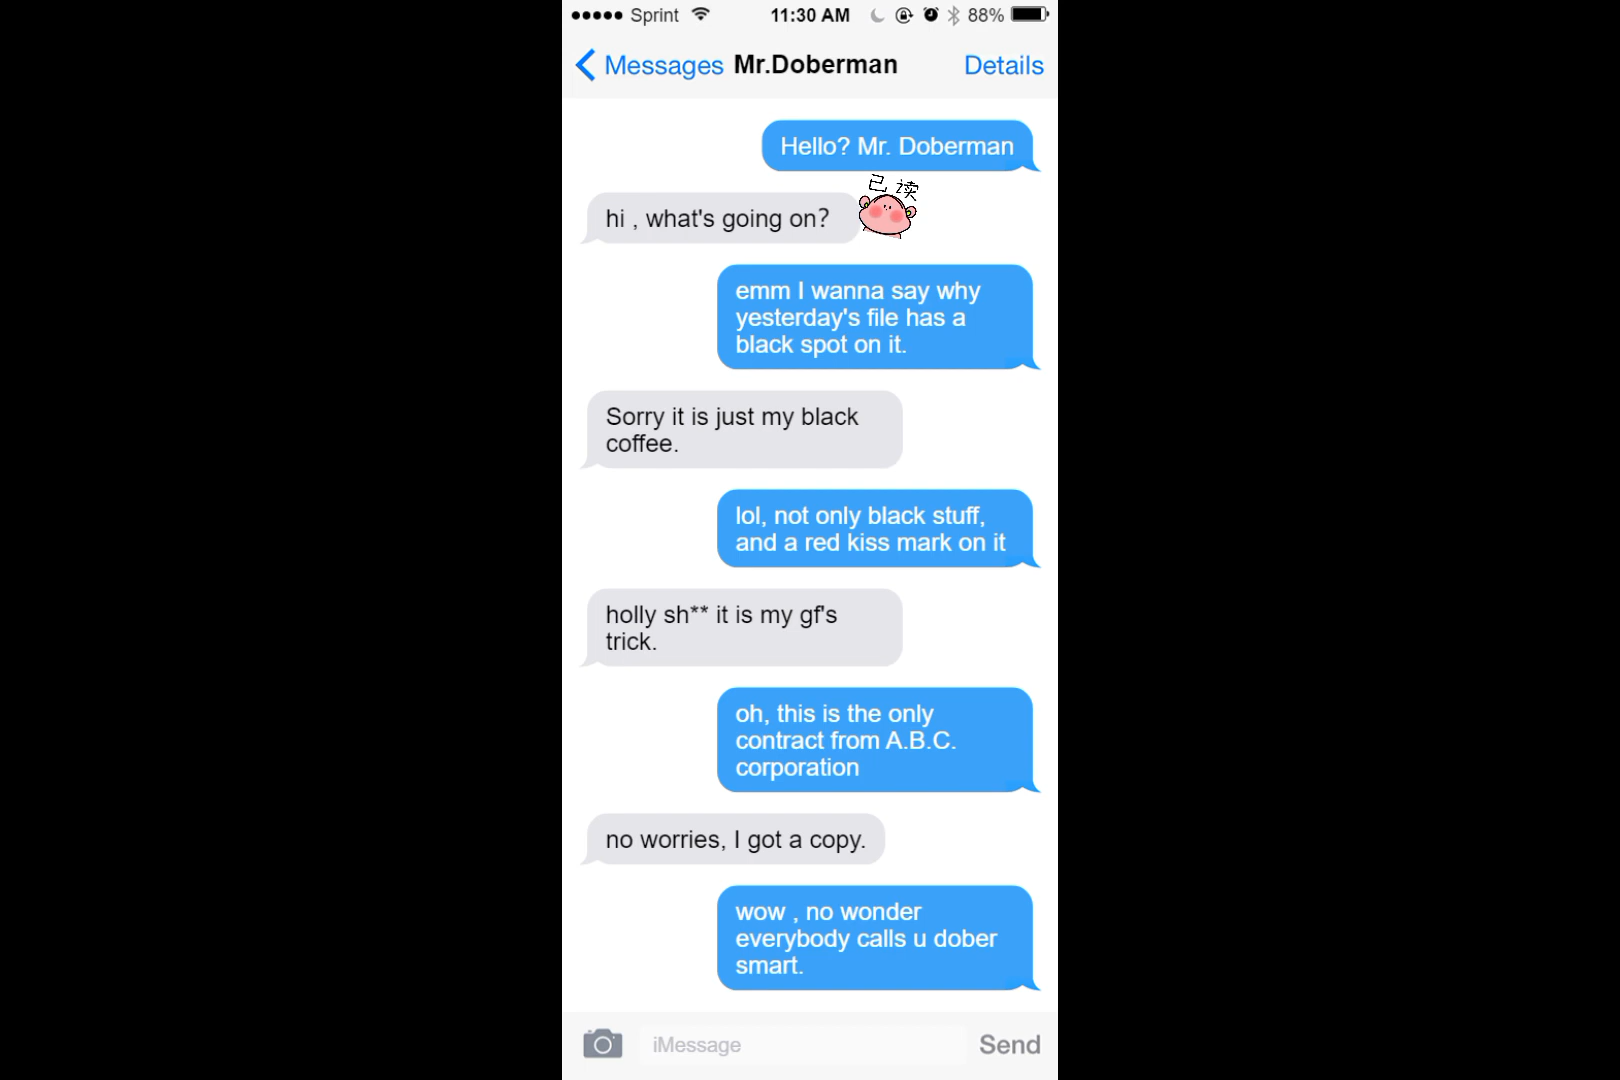 Sprint 11:30 AM 88%
Messages Mr.Doberman Details
Hello? Mr. Doberman
已读
hi , what's going on?
emm I wanna say why
yesterday's file has a
black spot on it.
Sorry it is just my black
coffee.
lol, not only black stuff,
and a red kiss mark on it
holly sh** it is my gf's
trick.
oh, this is the only
contract from A.B.C.
corporation
no worries, I got a copy.
wow , no wonder
everybody calls u dober
smart.
iMessage Send